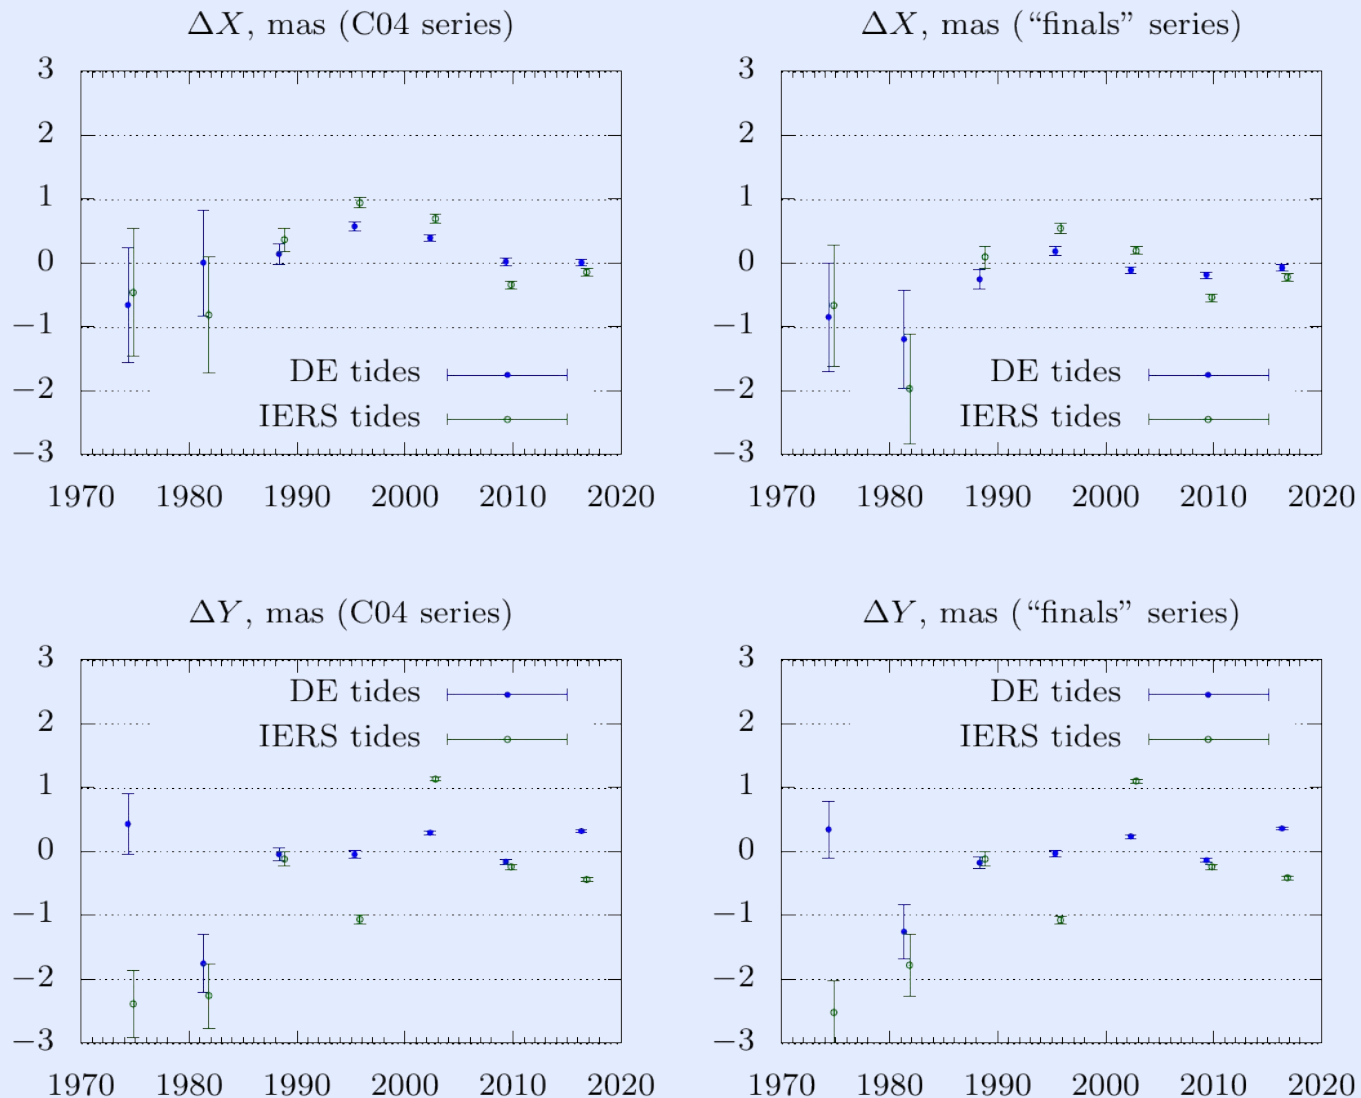 ΔX, mas (C04 series)
3
2
1
0
−1
−2
−3
DE tides
IERS tides
1970 1980 1990 2000 2010 2020
ΔX, mas (“finals” series)
3
2
1
0
−1
−2
−3
DE tides
IERS tides
1970 1980 1990 2000 2010 2020
ΔY, mas (C04 series)
3
2
1
0
−1
−2
−3
DE tides
IERS tides
1970 1980 1990 2000 2010 2020
ΔY, mas (“finals” series)
3
2
1
0
−1
−2
−3
DE tides
IERS tides
1970 1980 1990 2000 2010 2020